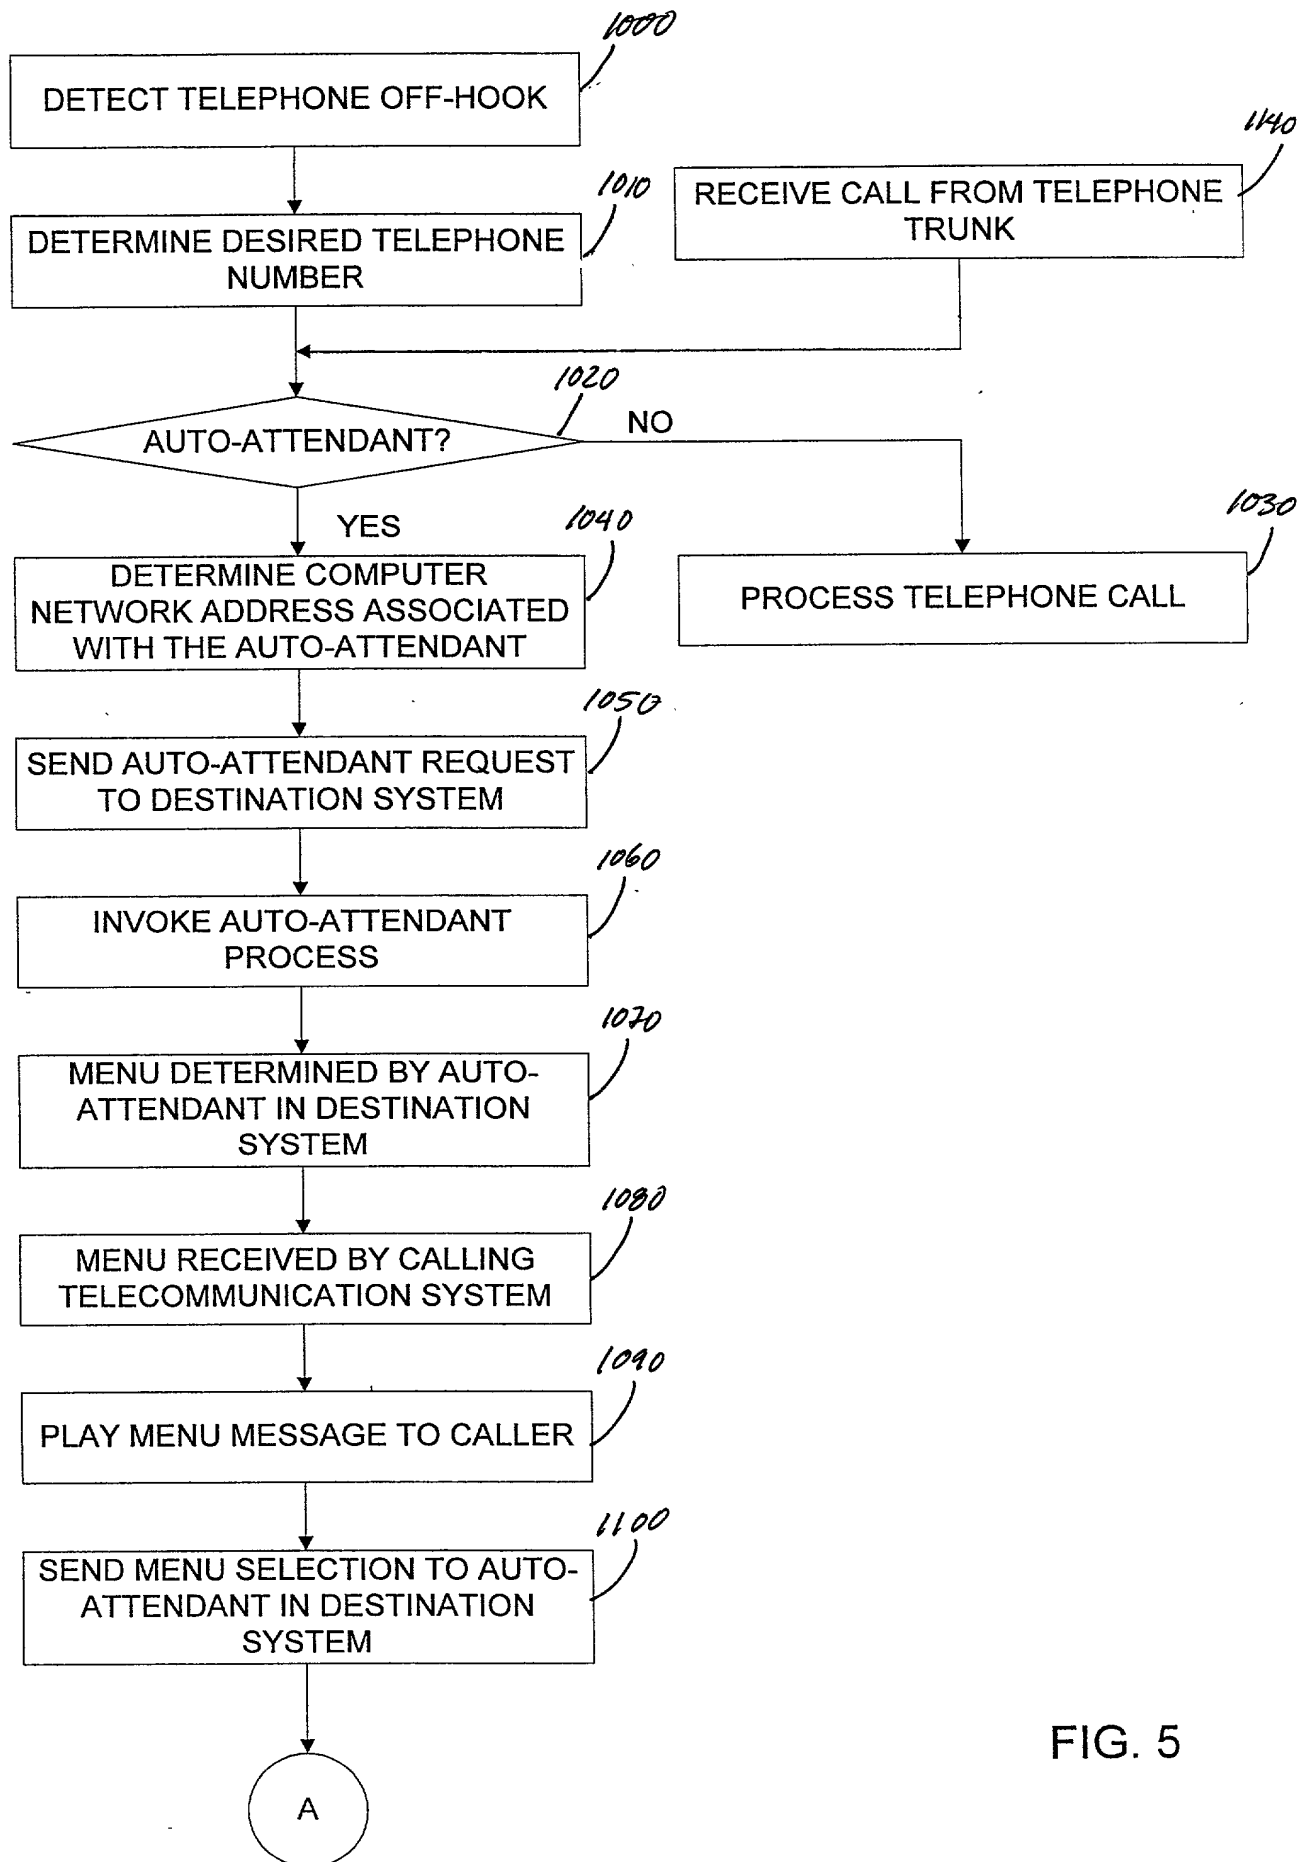 1000
DETECT TELEPHONE OFF-HOOK
1140
1010
RECEIVE CALL FROM TELEPHONE
TRUNK
DETERMINE DESIRED TELEPHONE
NUMBER
1020
AUTO-ATTENDANT?
NO
YES
1040
1030
DETERMINE COMPUTER
NETWORK ADDRESS ASSOCIATED
WITH THE AUTO-ATTENDANT
PROCESS TELEPHONE CALL
1050
SEND AUTO-ATTENDANT REQUEST
TO DESTINATION SYSTEM
1060
INVOKE AUTO-ATTENDANT
PROCESS
1070
MENU DETERMINED BY AUTO-
ATTENDANT IN DESTINATION
SYSTEM
1080
MENU RECEIVED BY CALLING
TELECOMMUNICATION SYSTEM
1090
PLAY MENU MESSAGE TO CALLER
1100
SEND MENU SELECTION TO AUTO-
ATTENDANT IN DESTINATION
SYSTEM
A
FIG. 5